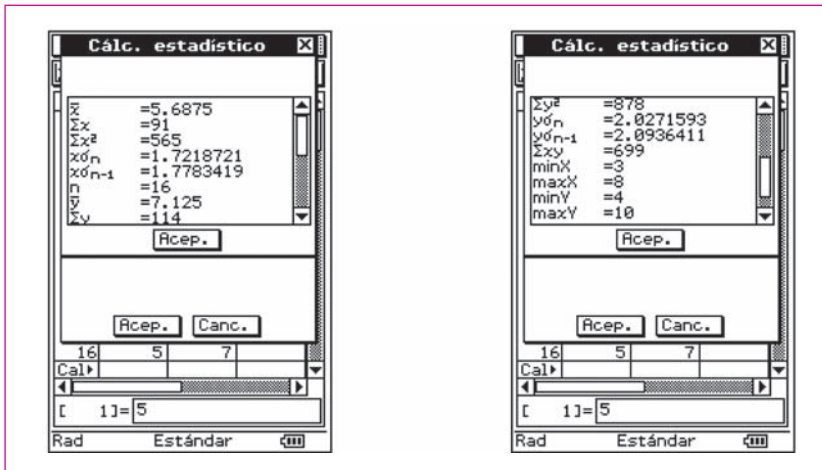 Cálc. estadístico
x̄ =5.6875
Σx =91
Σx² =565
xσn =1.7218721
xσn-1 =1.7783419
n =16
ȳ =7.125
Σy =114
Acep.
Acep. Canc.
16 5 7
Cal
[ 1]= 5
Rad Estándar
Cálc. estadístico
Σy² =878
yσn =2.0271593
yσn-1 =2.0936411
Σxy =699
minX =3
maxX =8
minY =4
maxY =10
Acep.
Acep. Canc.
16 5 7
Cal
[ 1]= 5
Rad Estándar